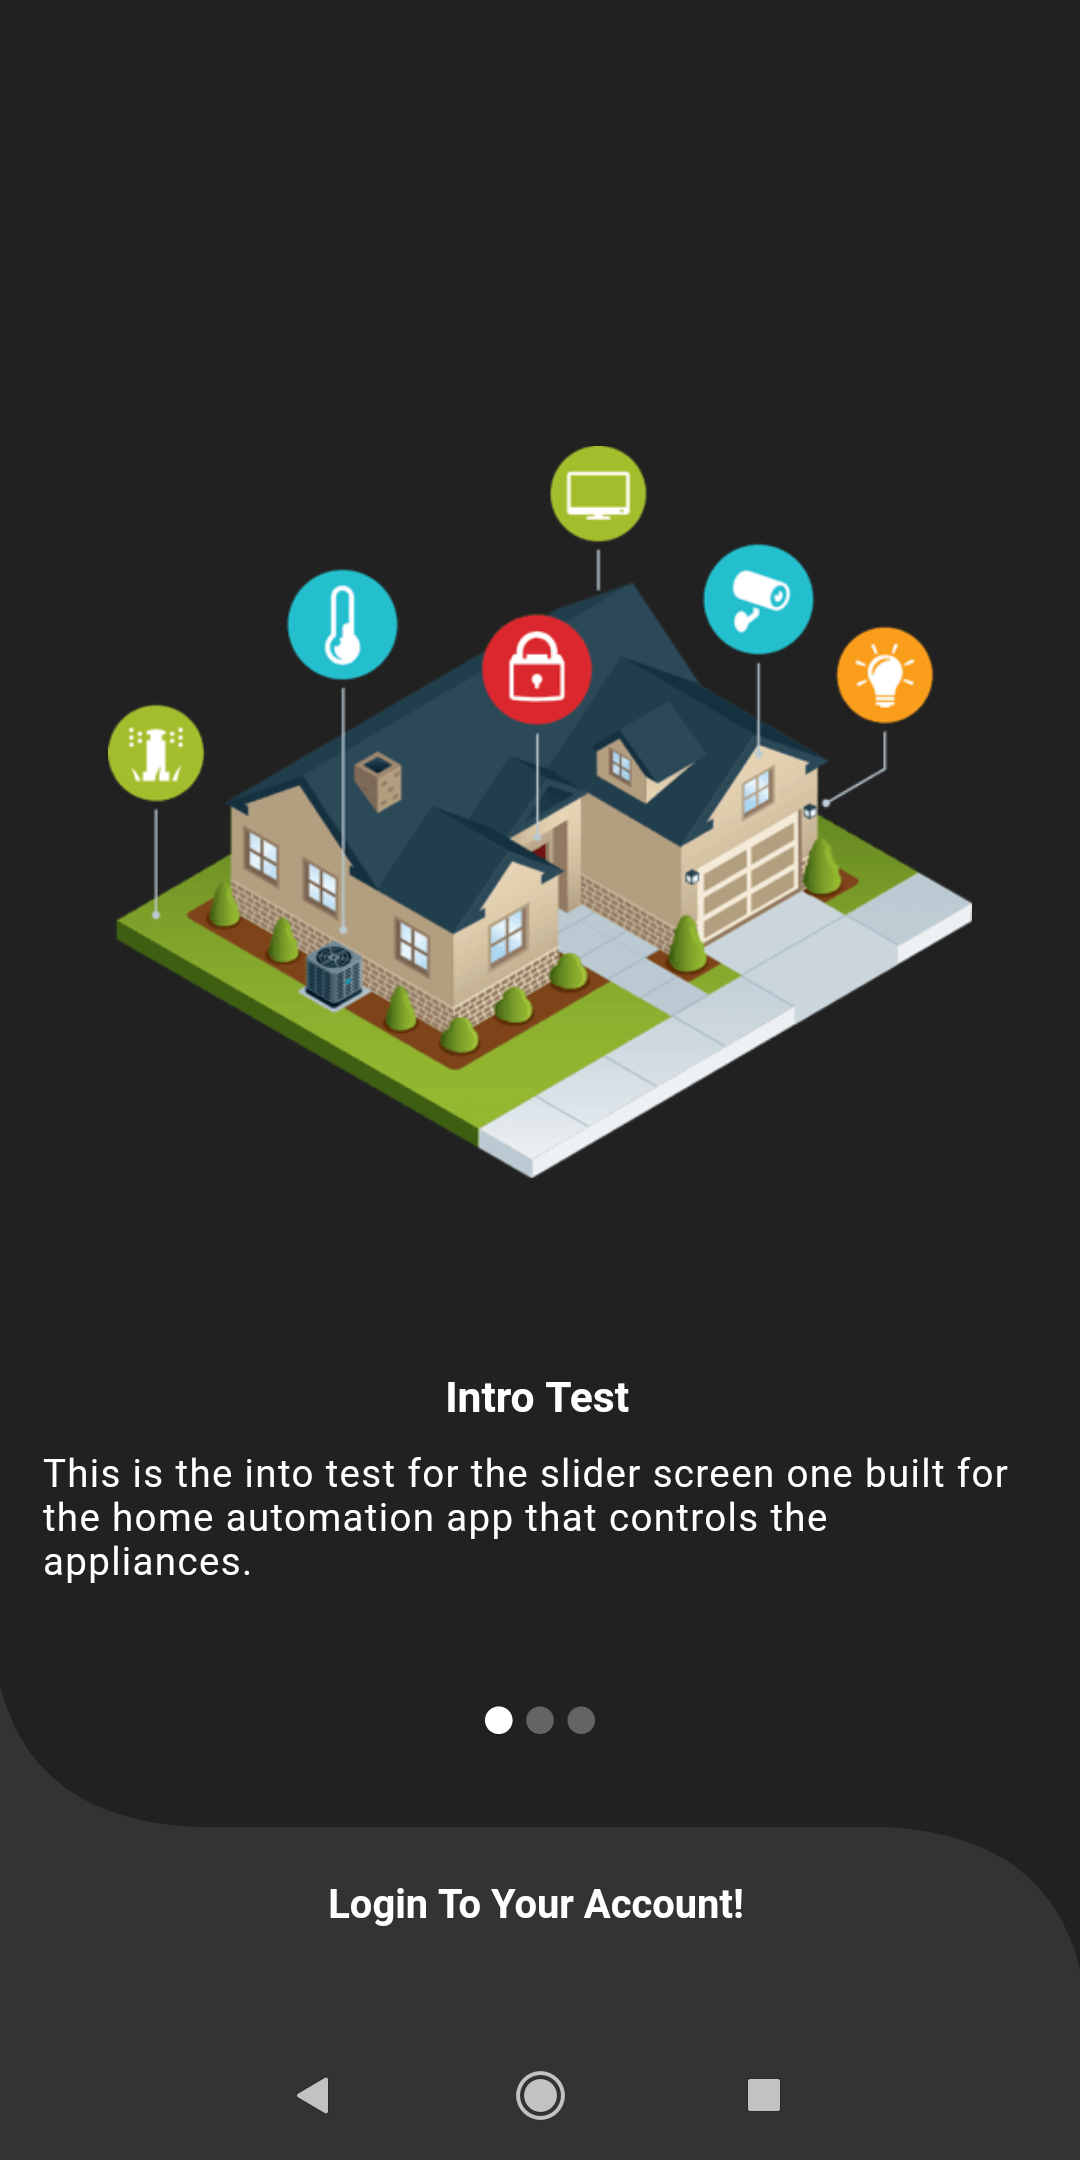 Intro Test
This is the into test for the slider screen one built for
the home automation app that controls the
appliances.
Login To Your Account!